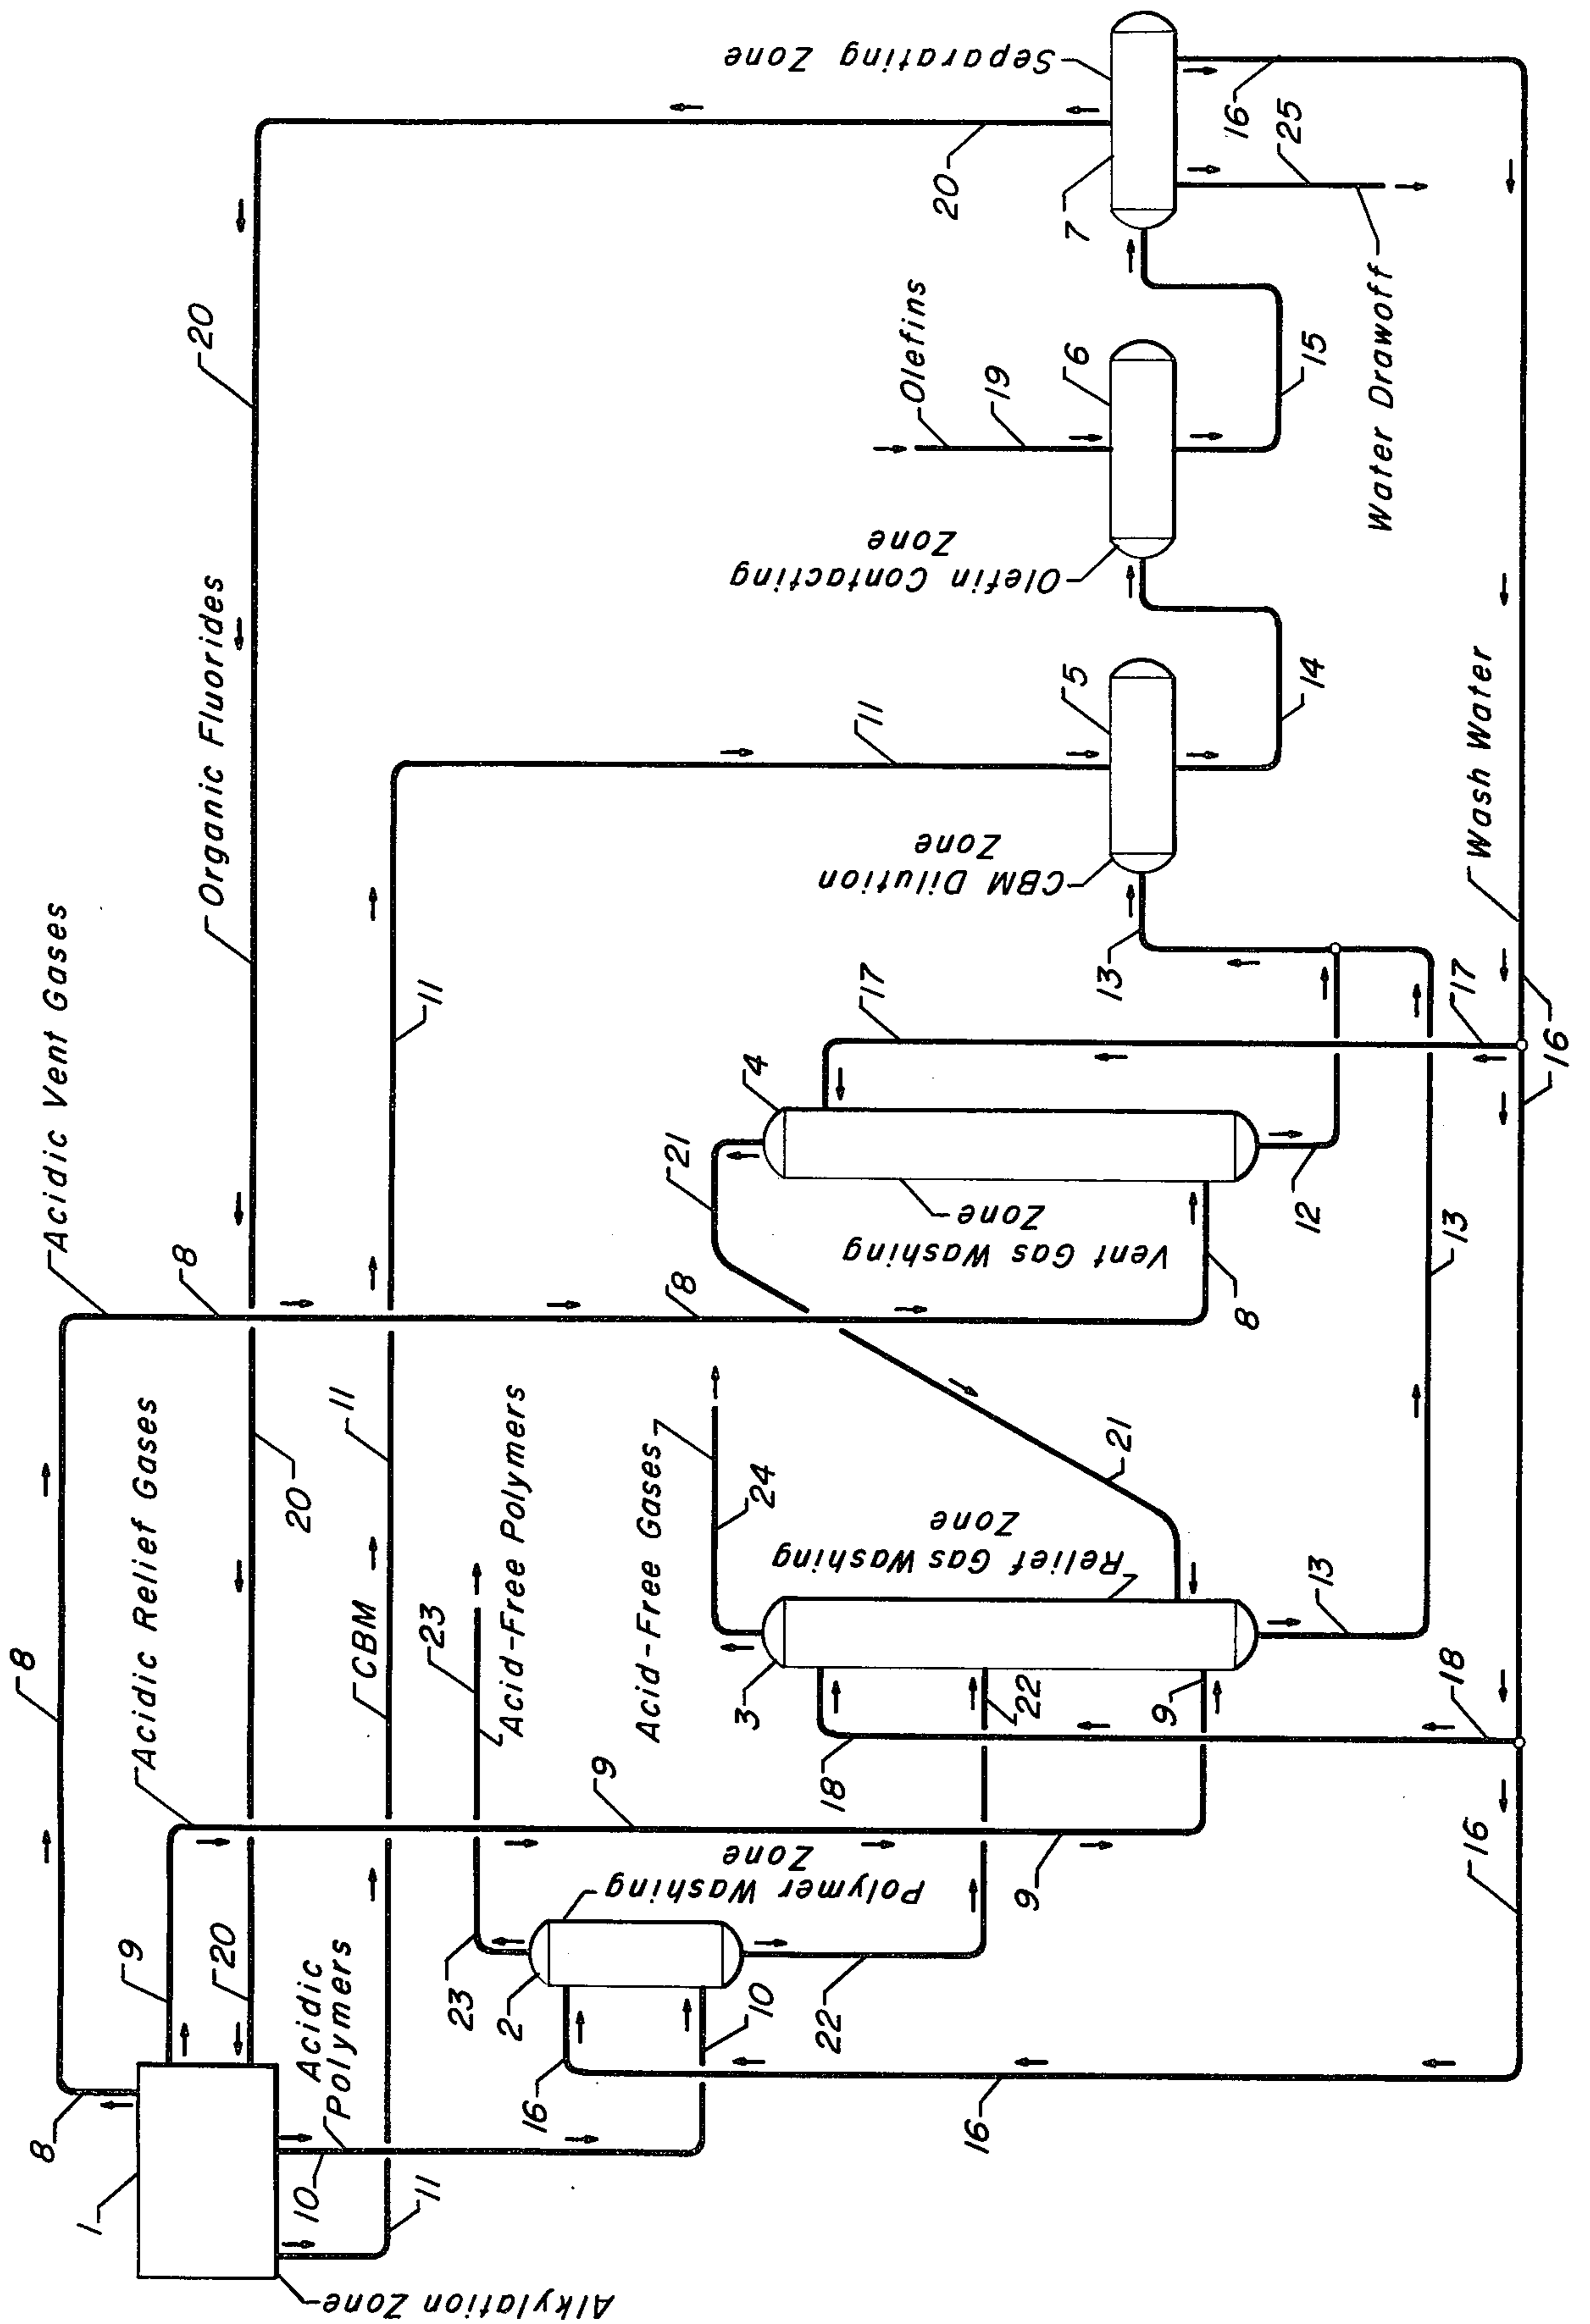 8
Acidic Vent Gases
8
8
20
Organic Fluorides
20
9
Acidic Relief Gases
20
20
1
Alkylation Zone
10
Acidic
Polymers
11
CBM
11
11
11
8
8
23
Acid-Free Polymers
23
2
Polymer Washing
Zone
16
10
22
9
9
Acid-Free Gases
24
3
Relief Gas Washing
Zone
18
22
9
21
21
4
Vent Gas Washing
Zone
8
17
12
13
13
13
CBM Dilution
Zone
5
14
Olefins
19
Olefin Contacting
Zone
6
15
Separating Zone
20
7
16
25
Water Drawoff
Wash Water
17
16
18
16
16